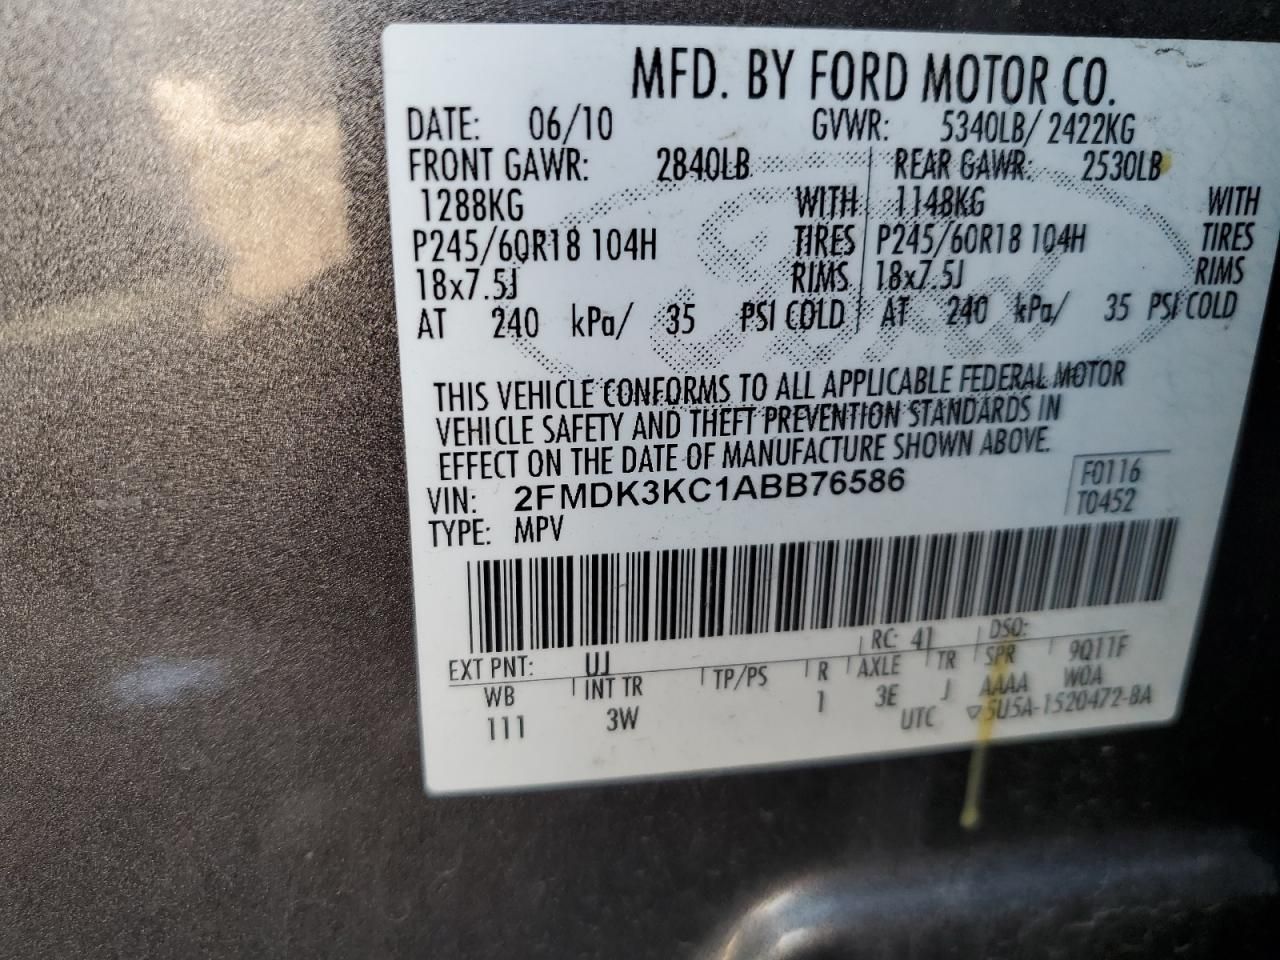 MFD. BY FORD MOTOR CO.
DATE: 06/10 GVWR: 5340LB/ 2422KG
FRONT GAWR: 2840LB REAR GAWR: 2530LB
1288KG WITH 1148KG WITH
P245/60R18 104H TIRES P245/60R18 104H TIRES
18x7.5J RIMS 18x7.5J RIMS
AT 240 kPa/ 35 PSI COLD AT 240 kPa/ 35 PSI COLD
THIS VEHICLE CONFORMS TO ALL APPLICABLE FEDERAL MOTOR
VEHICLE SAFETY AND THEFT PREVENTION STANDARDS IN
EFFECT ON THE DATE OF MANUFACTURE SHOWN ABOVE.
VIN: 2FMDK3KC1ABB76586 F0116
TYPE: MPV T0452
EXT PNT: UJ RC: 41 DSO:
WB INT TR TP/PS R AXLE TR SPR 9Q11F
111 3W 1 3E J AAAA W0A
UTC ▽5U5A-1520472-BA